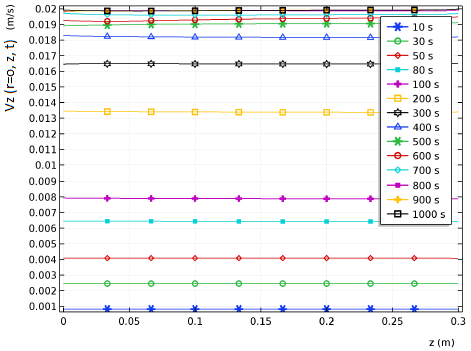 Vz (r=o, z, t) (m/s)
0.02
0.019
0.018
0.017
0.016
0.015
0.014
0.013
0.012
0.011
0.01
0.009
0.008
0.007
0.006
0.005
0.004
0.003
0.002
0.001
0 0.05 0.1 0.15 0.2 0.25 0.3
z (m)
10 s
30 s
50 s
80 s
100 s
200 s
300 s
400 s
500 s
600 s
700 s
800 s
900 s
1000 s